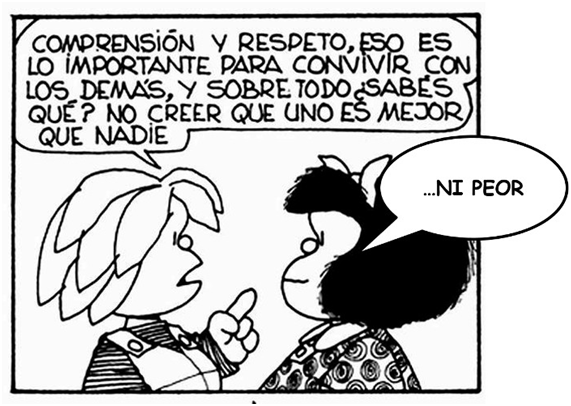 COMPRENSIÓN Y RESPETO, ESO ES
LO IMPORTANTE PARA CONVIVIR CON
LOS DEMÁS, Y SOBRE TODO ¿SABÉS
QUÉ? NO CREER QUE UNO ES MEJOR
QUE NADIE
...NI PEOR